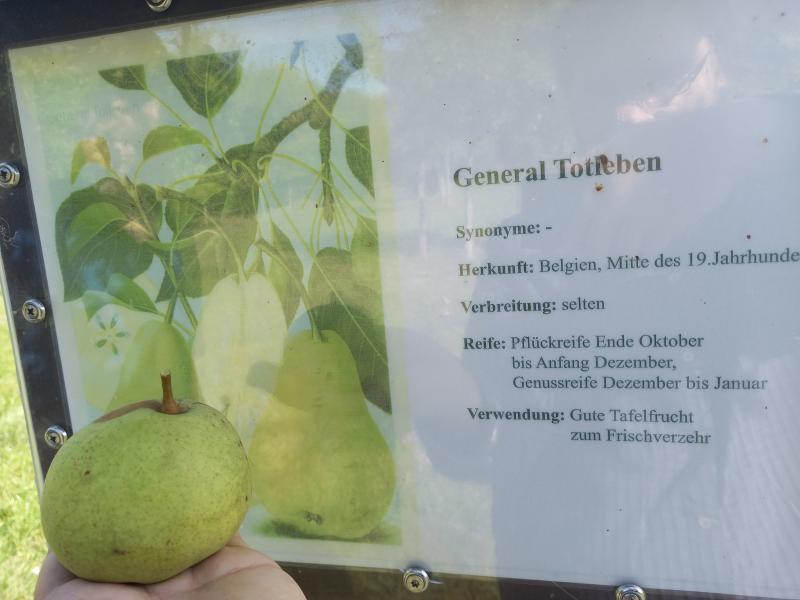 General Totleben
Synonyme: -
Herkunft: Belgien, Mitte des 19.Jahrhunde
Verbreitung: selten
Reife: Pflückreife Ende Oktober
bis Anfang Dezember,
Genussreife Dezember bis Januar
Verwendung: Gute Tafelfrucht
zum Frischverzehr